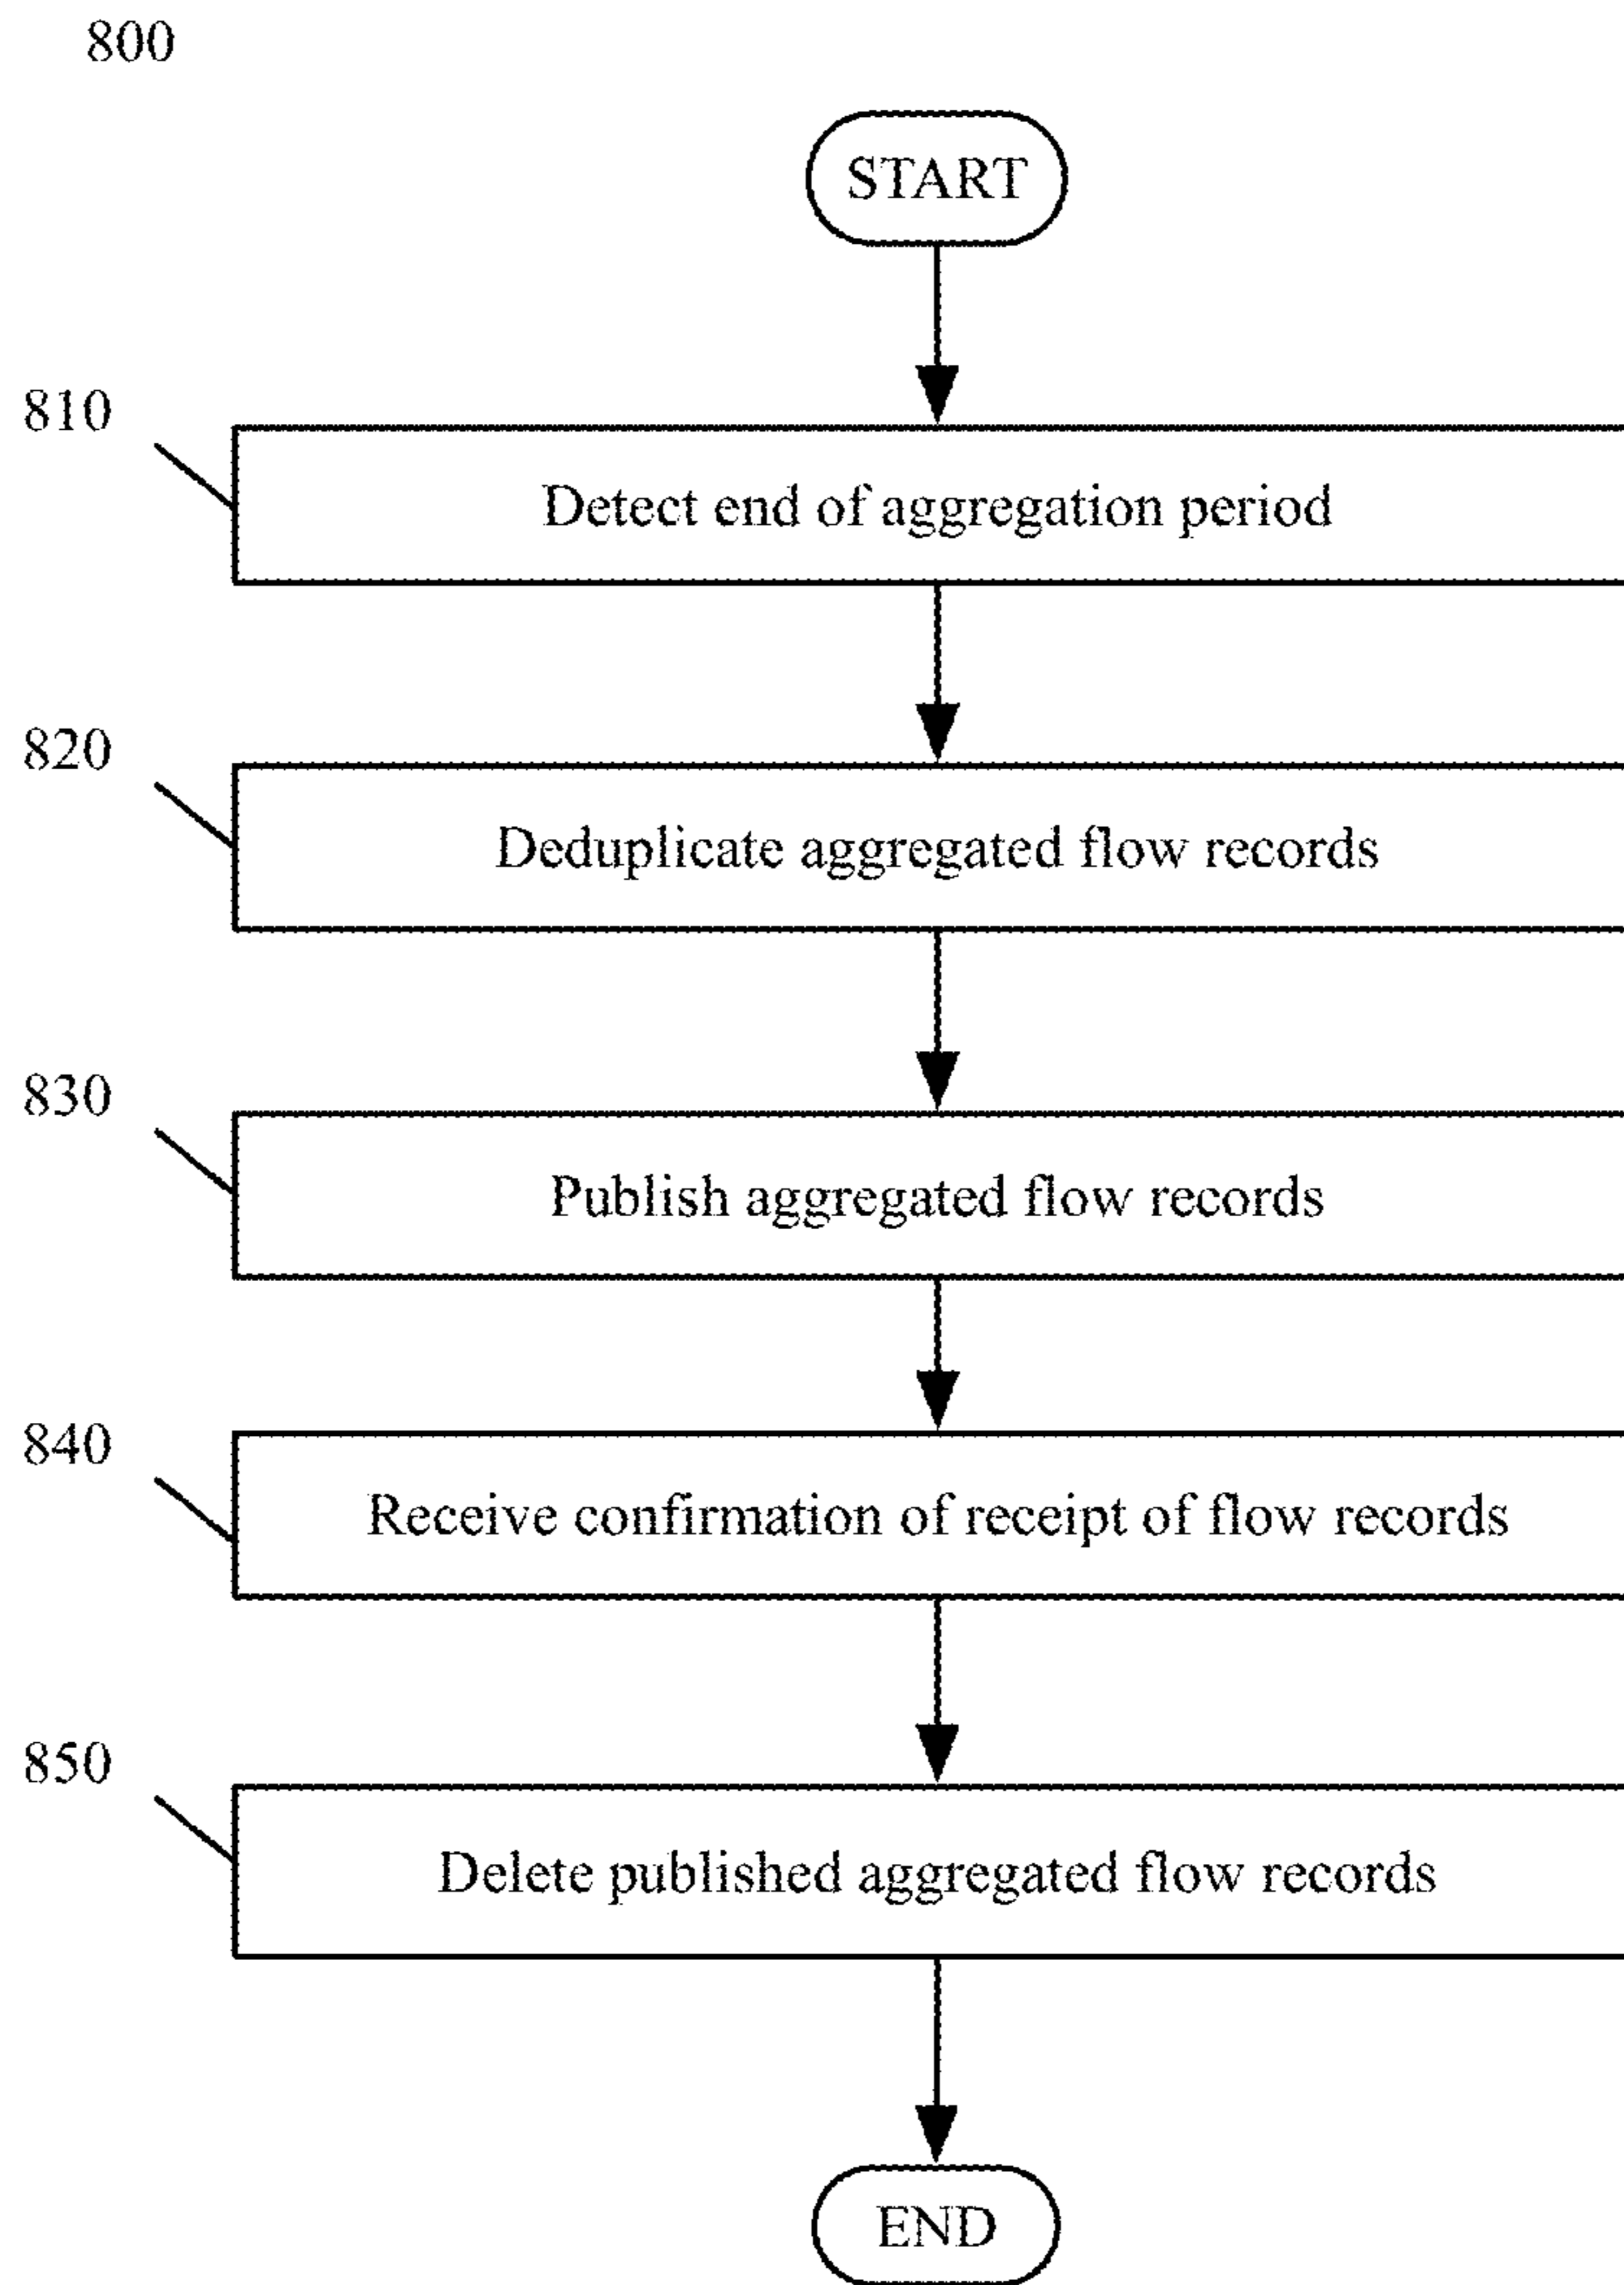 800
START
810
Detect end of aggregation period
820
Deduplicate aggregated flow records
830
Publish aggregated flow records
840
Receive confirmation of receipt of flow records
850
Delete published aggregated flow records
END